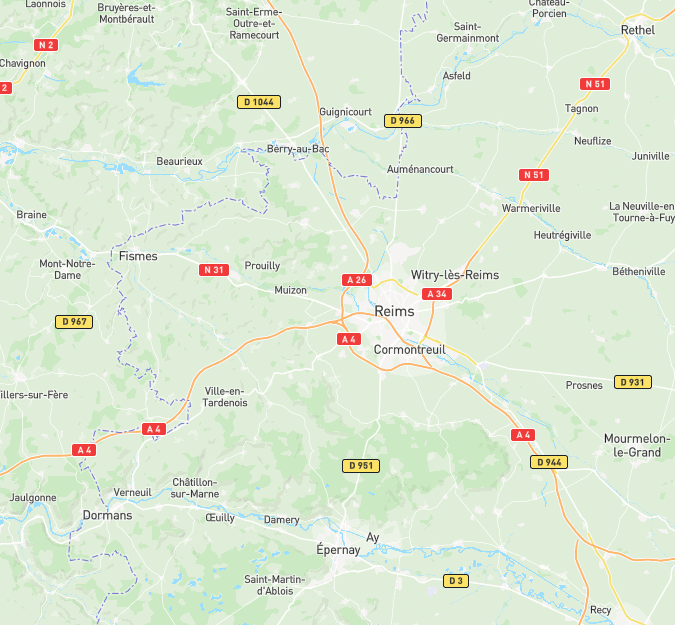 Laonnois
Bruyères-et-
Montbérault
Saint-Erme-
Outre-et-
Ramecourt
Saint-
Germainmont
Château-
Porcien
Rethel
N 2
Chavignon
2
Asfeld
N 51
D 1044
Guignicourt
D 966
Tagnon
Neuflize
Berry-au-Bac
Beaurieux
Juniville
Auménancourt
N 51
Braine
Warmeriville
La Neuville-en
Tourne-à-Fuy
Heutrégiville
Fismes
Mont-Notre-
Dame
N 31
Prouilly
Muizon
A 26
Witry-lès-Reims
Bétheniville
A 34
D 967
Reims
A 4
Cormontreuil
Prosnes
D 931
Ville-en-
Tardenois
illers-sur-Fère
A 4
A 4
A 4
Mourmelon-
le-Grand
D 951
D 944
Châtillon-
sur-Marne
Verneuil
Jaulgonne
Dormans
Œuilly
Damery
Ay
Épernay
Saint-Martin-
d'Ablois
D 3
Recy